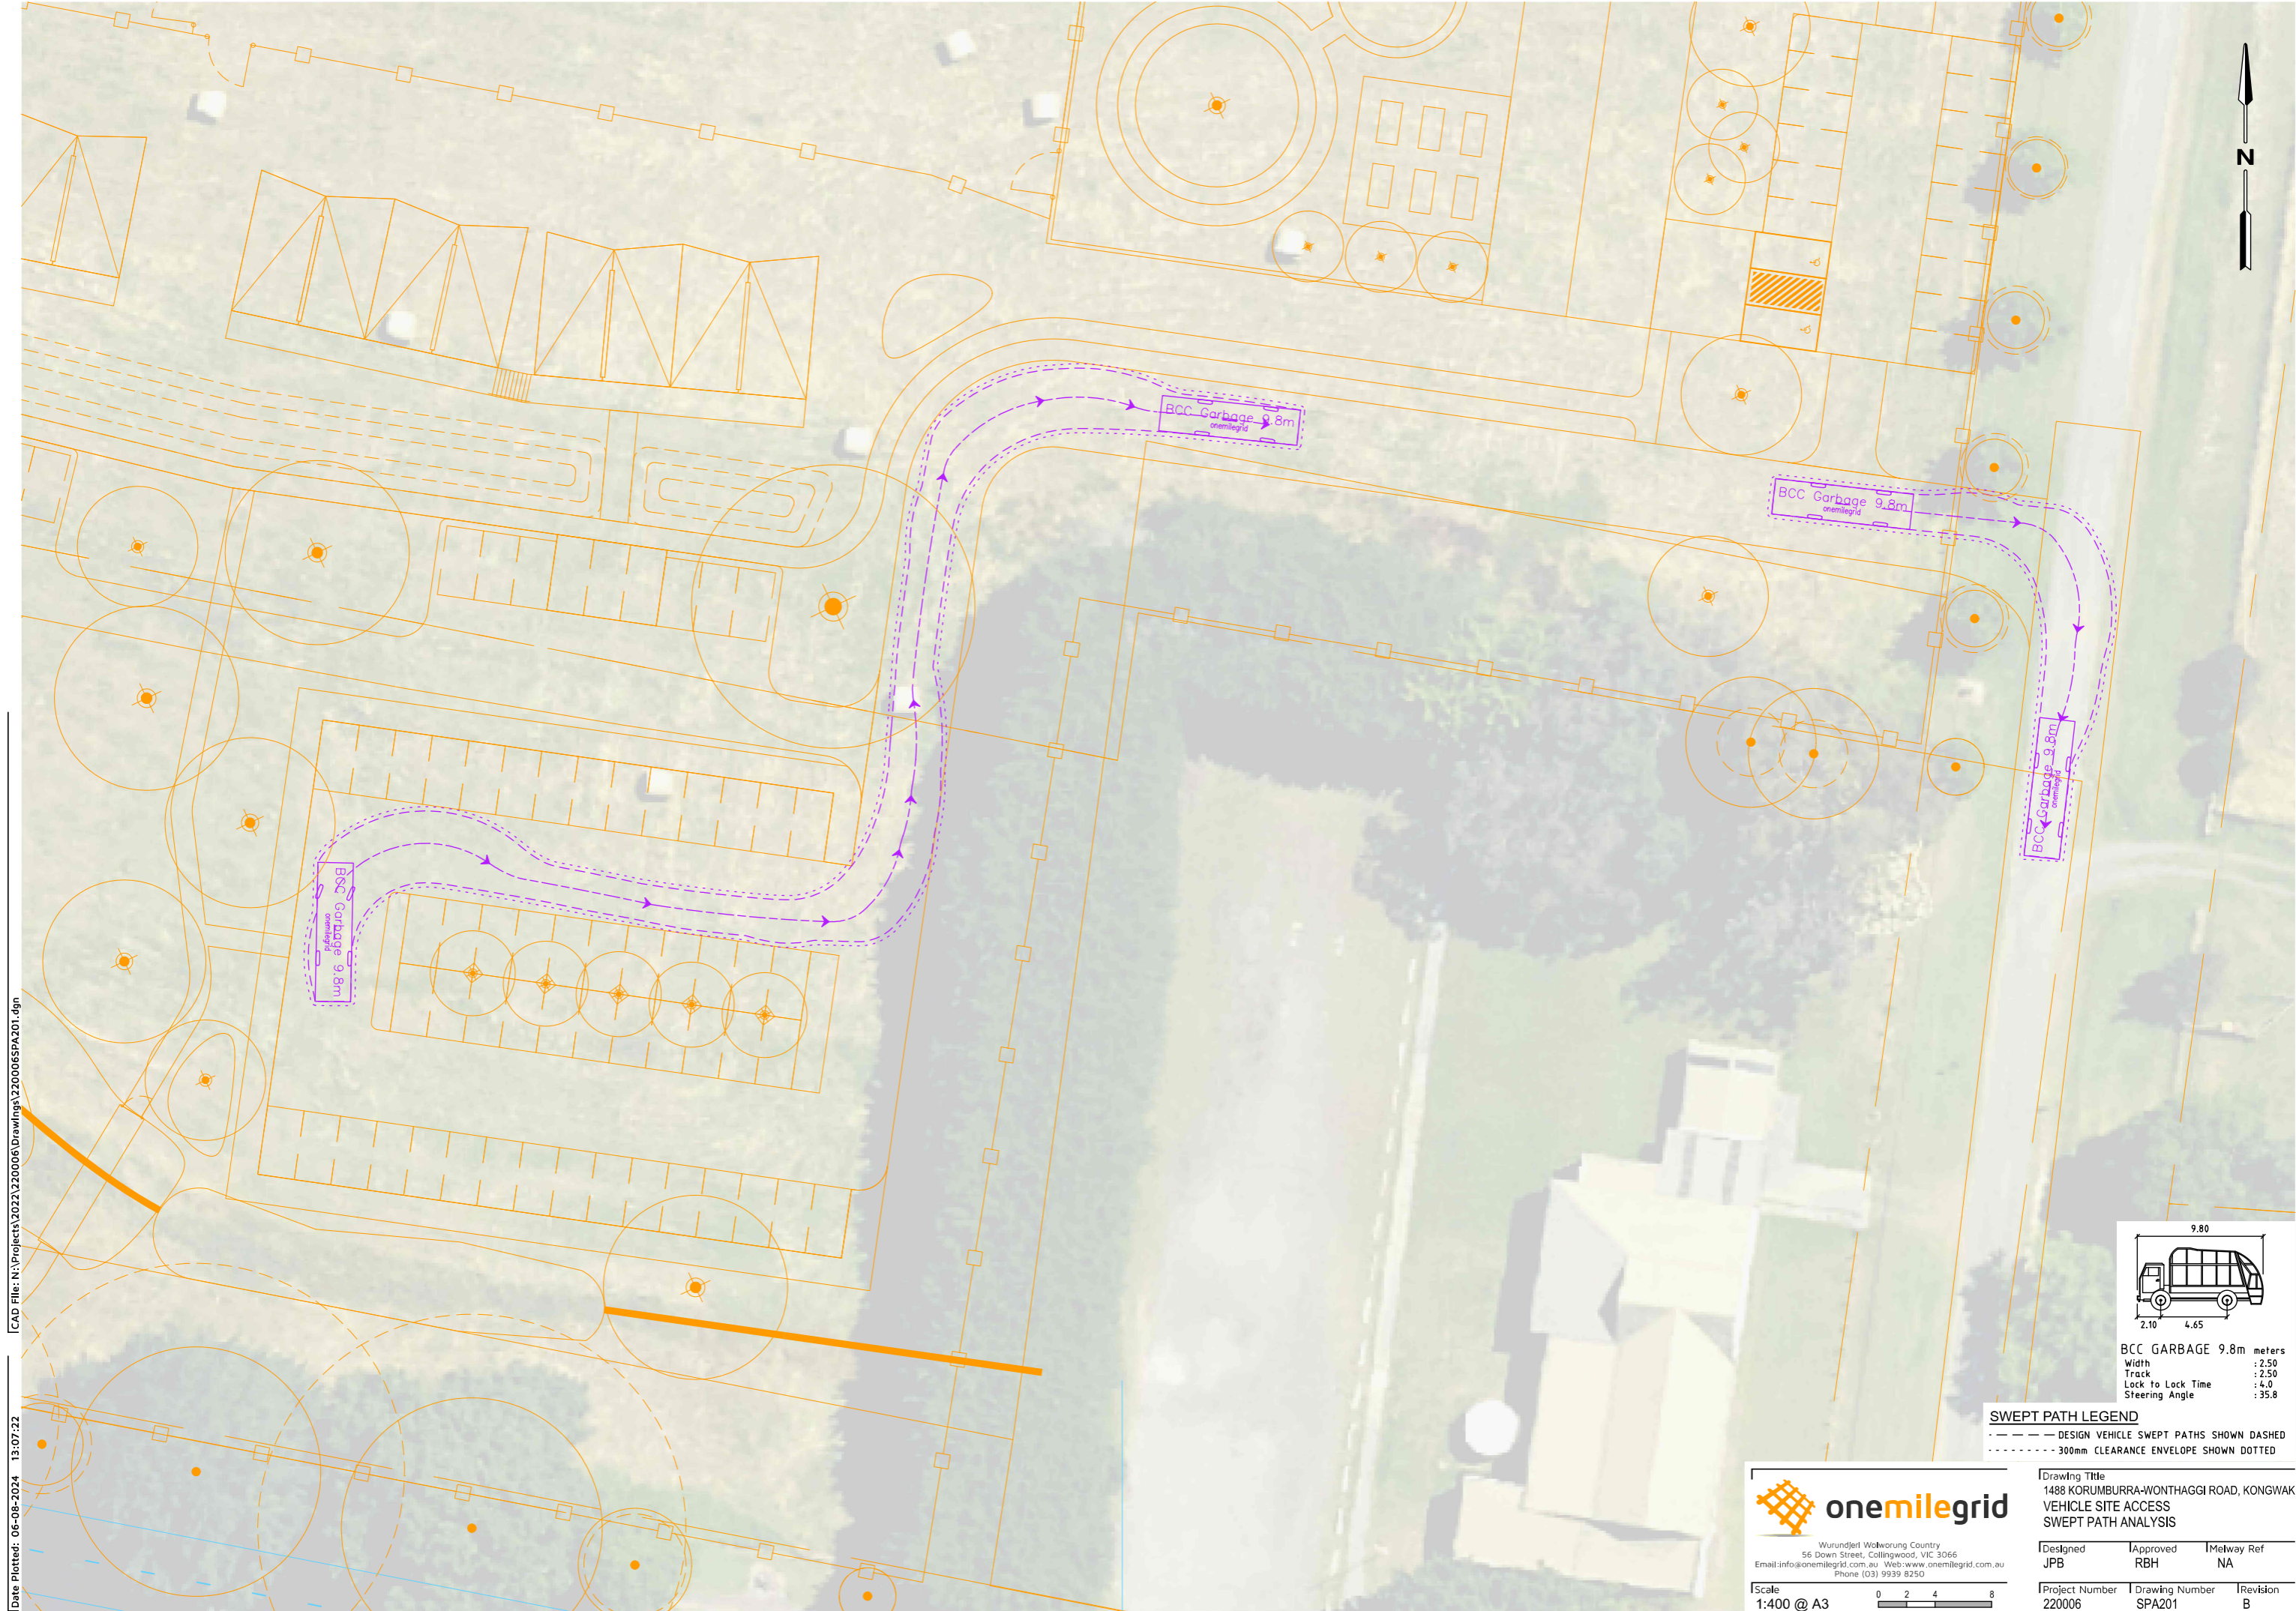 N
BCC Garbage 9.8m
onemilegrid
BCC Garbage 9.8m
onemilegrid
BCC Garbage 9.8m
onemilegrid
BCC Garbage 9.8m
onemilegrid
CAD File: N:\Projects\2022\220006\Drawings\220006SPA201.dgn
Date Plotted: 06-08-2024 13:07:22
9.80
2.10 4.65
BCC GARBAGE 9.8m meters
Width : 2.50
Track : 2.50
Lock to Lock Time : 4.0
Steering Angle : 35.8
SWEPT PATH LEGEND
DESIGN VEHICLE SWEPT PATHS SHOWN DASHED
300mm CLEARANCE ENVELOPE SHOWN DOTTED
onemilegrid
Wurundjeri Woiworung Country
56 Down Street, Collingwood, VIC 3066
Email:info@onemilegrid.com.au Web:www.onemilegrid.com.au
Phone (03) 9939 8250
Scale
1:400 @ A3
0 2 4 8
Drawing Title
1488 KORUMBURRA-WONTHAGGI ROAD, KONGWAK
VEHICLE SITE ACCESS
SWEPT PATH ANALYSIS
Designed Approved Melway Ref
JPB RBH NA
Project Number Drawing Number Revision
220006 SPA201 B